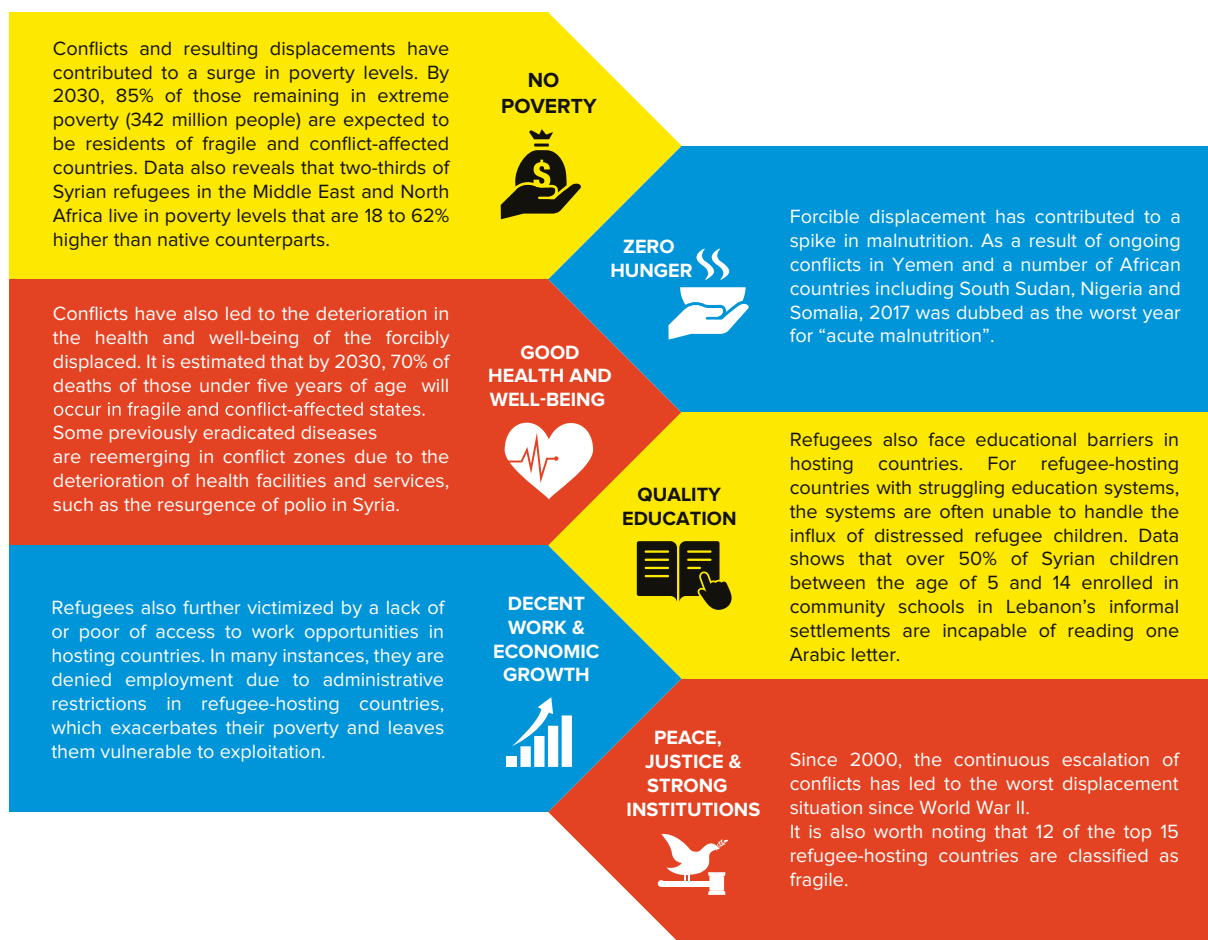 Conflicts and resulting displacements have
contributed to a surge in poverty levels. By
2030, 85% of those remaining in extreme
poverty (342 million people) are expected to
be residents of fragile and conflict-affected
countries. Data also reveals that two-thirds of
Syrian refugees in the Middle East and North
Africa live in poverty levels that are 18 to 62%
higher than native counterparts.
NO
POVERTY
$
ZERO
HUNGER
Forcible displacement has contributed to a
spike in malnutrition. As a result of ongoing
conflicts in Yemen and a number of African
countries including South Sudan, Nigeria and
Somalia, 2017 was dubbed as the worst year
for “acute malnutrition”.
Conflicts have also led to the deterioration in
the health and well-being of the forcibly
displaced. It is estimated that by 2030, 70% of
deaths of those under five years of age will
occur in fragile and conflict-affected states.
Some previously eradicated diseases
are reemerging in conflict zones due to the
deterioration of health facilities and services,
such as the resurgence of polio in Syria.
GOOD
HEALTH AND
WELL-BEING
QUALITY
EDUCATION
Refugees also face educational barriers in
hosting countries. For refugee-hosting
countries with struggling education systems,
the systems are often unable to handle the
influx of distressed refugee children. Data
shows that over 50% of Syrian children
between the age of 5 and 14 enrolled in
community schools in Lebanon’s informal
settlements are incapable of reading one
Arabic letter.
Refugees also further victimized by a lack of
or poor of access to work opportunities in
hosting countries. In many instances, they are
denied employment due to administrative
restrictions in refugee-hosting countries,
which exacerbates their poverty and leaves
them vulnerable to exploitation.
DECENT
WORK &
ECONOMIC
GROWTH
PEACE,
JUSTICE &
STRONG
INSTITUTIONS
Since 2000, the continuous escalation of
conflicts has led to the worst displacement
situation since World War II.
It is also worth noting that 12 of the top 15
refugee-hosting countries are classified as
fragile.